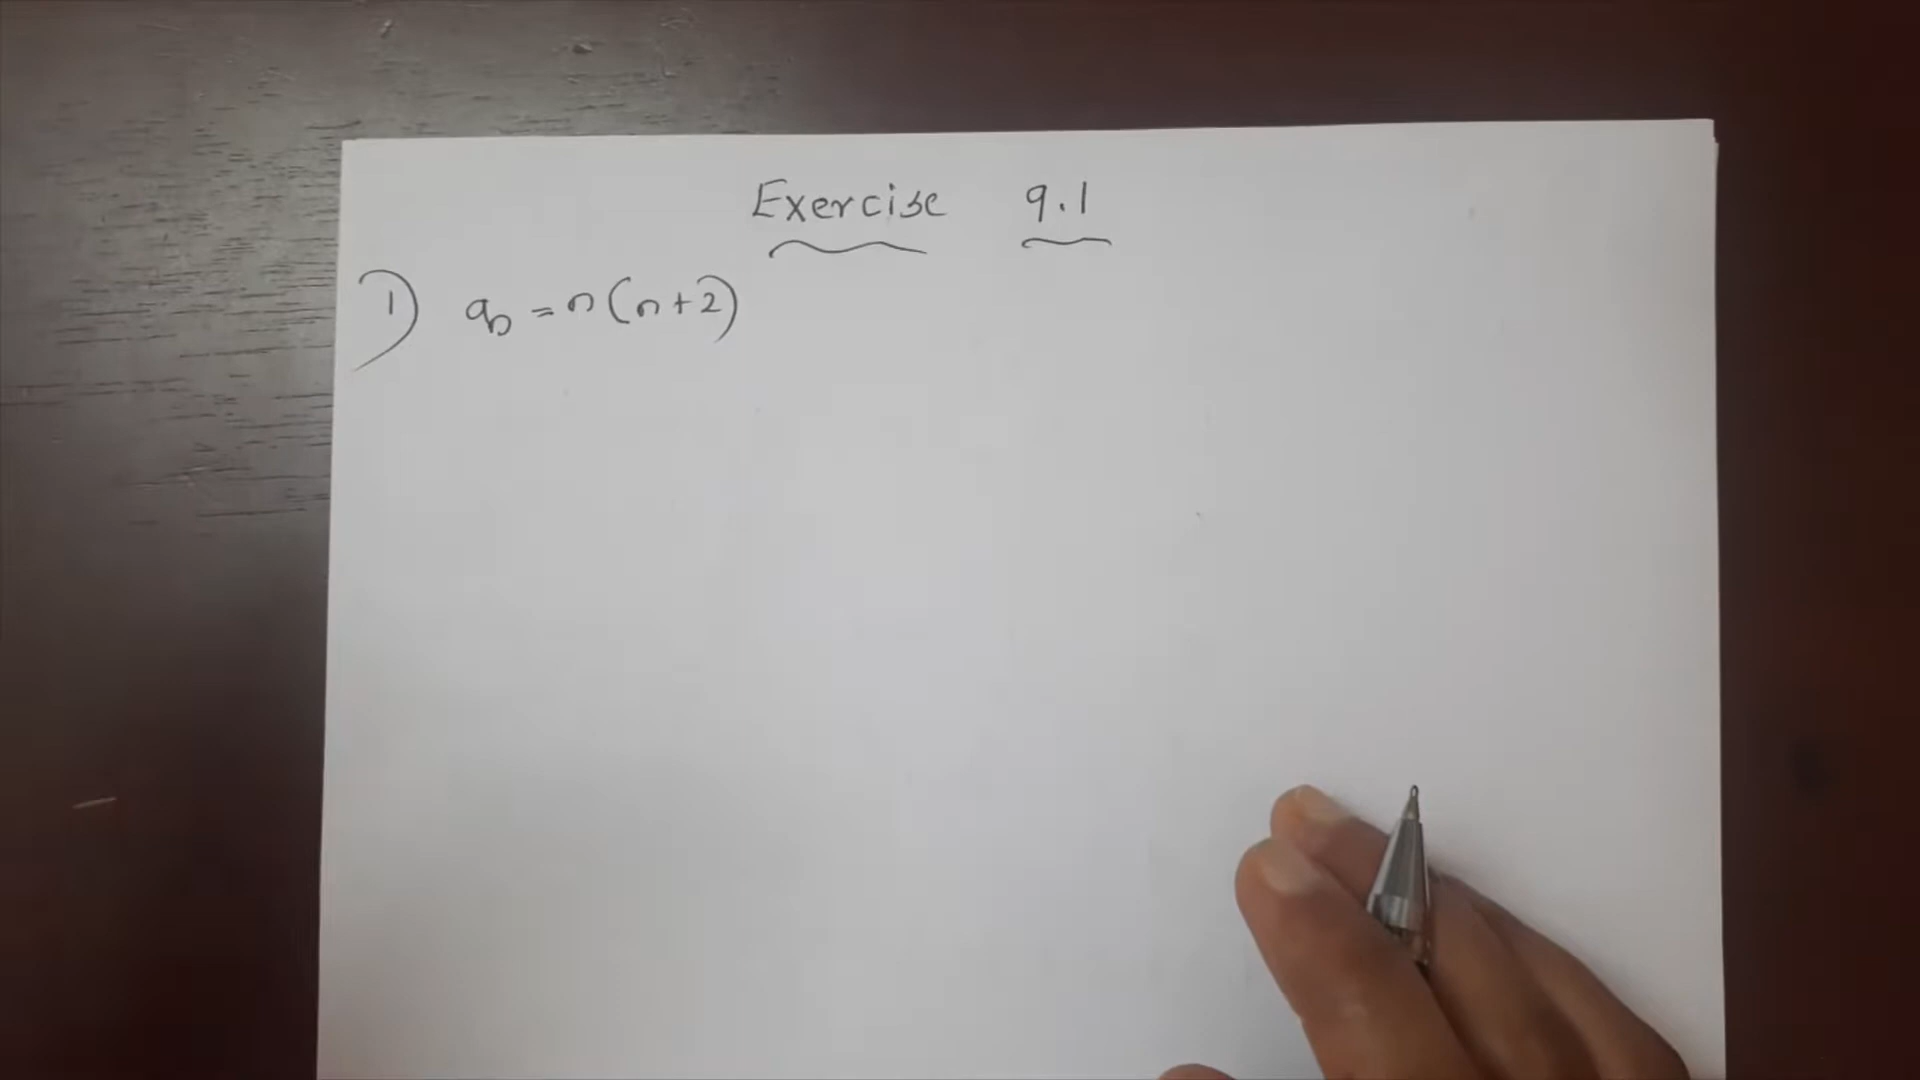 Exercise 9.1
1) aₙ = n(n+2)